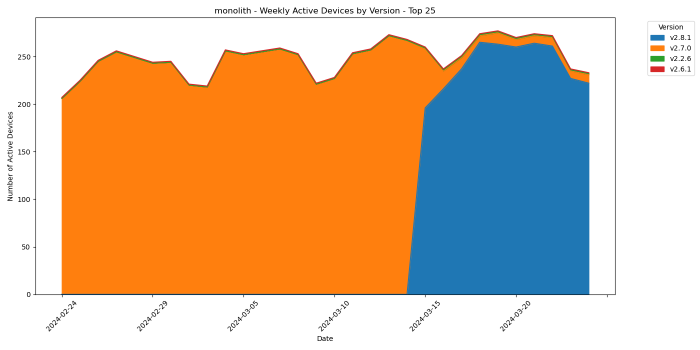 monolith - Weekly Active Devices by Version - Top 25
Version
v2.8.1
v2.7.0
v2.2.6
v2.6.1
Number of Active Devices
250
200
150
100
50
0
2024-02-24
2024-02-29
2024-03-05
2024-03-10
2024-03-15
2024-03-20
Date